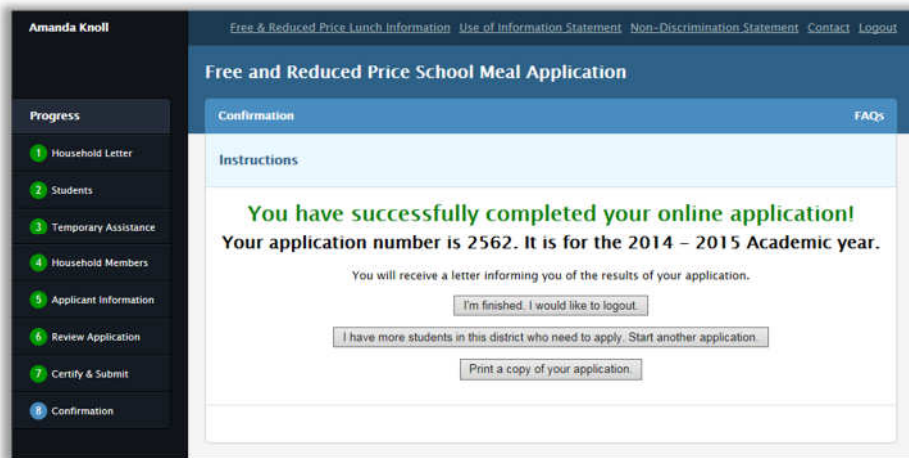 Amanda Knoll
Free & Reduced Price Lunch Information Use of Information Statement Non-Discrimination Statement Contact Logout
Free and Reduced Price School Meal Application
Progress
1 Household Letter
2 Students
3 Temporary Assistance
4 Household Members
5 Applicant Information
6 Review Application
7 Certify & Submit
8 Confirmation
Confirmation FAQs
Instructions
You have successfully completed your online application!
Your application number is 2562. It is for the 2014 – 2015 Academic year.
You will receive a letter informing you of the results of your application.
I'm finished. I would like to logout.
I have more students in this district who need to apply. Start another application.
Print a copy of your application.